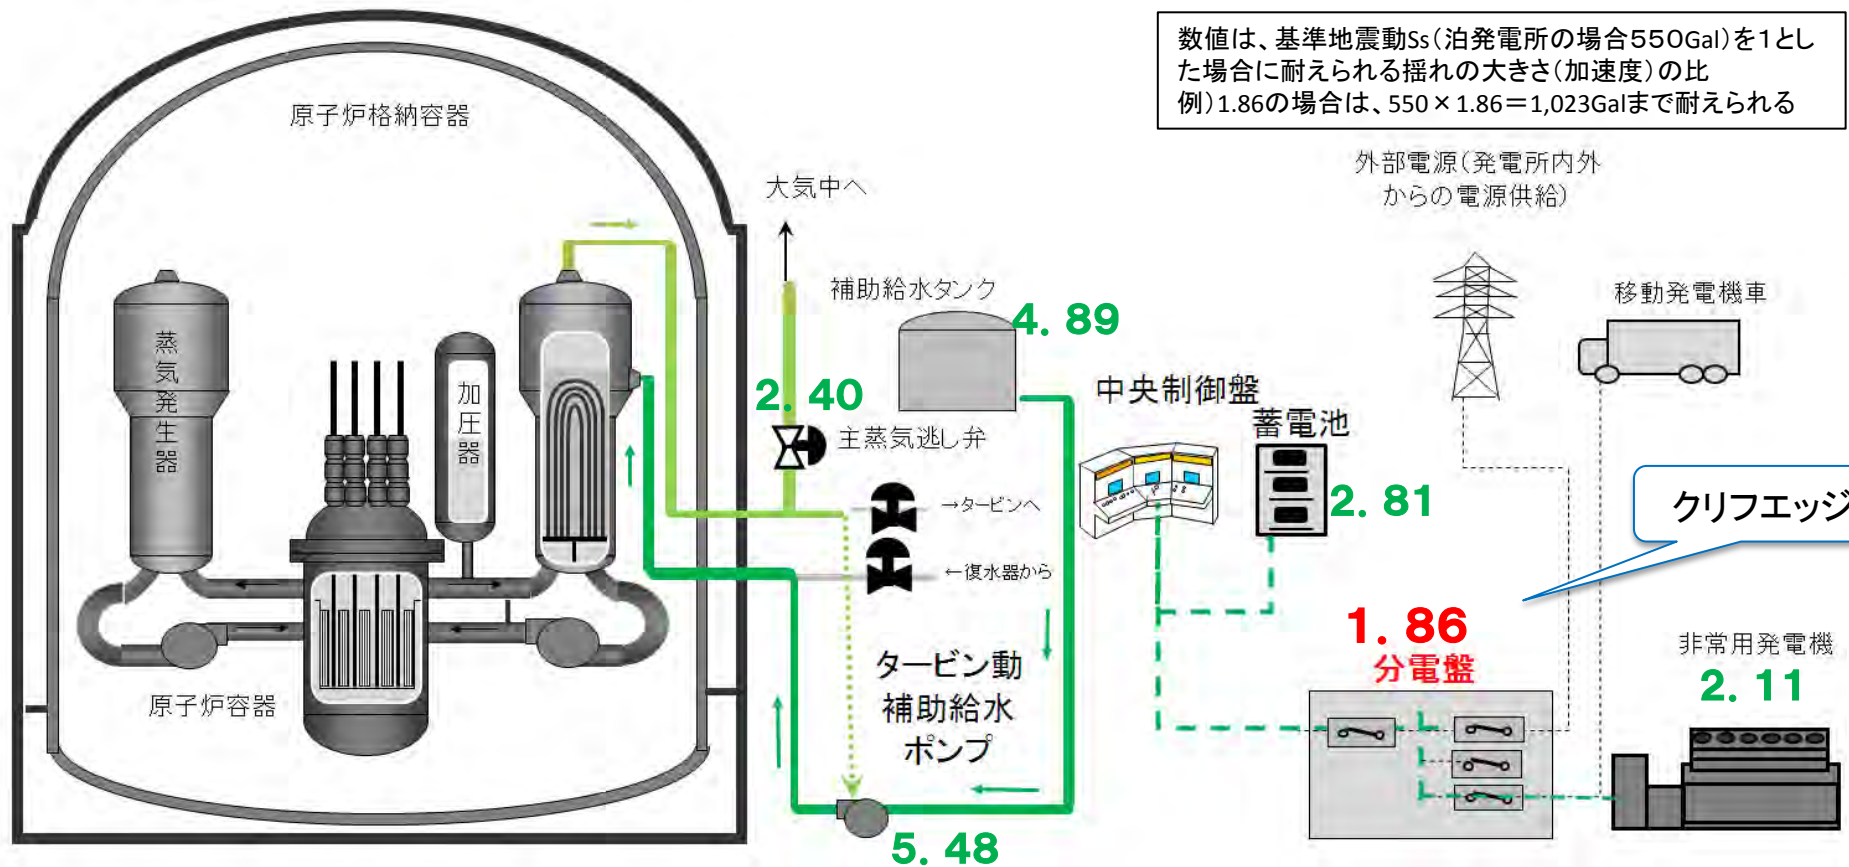 数値は、基準地震動Ss(泊発電所の場合550Gal)を1とし
た場合に耐えられる揺れの大きさ(加速度)の比
例)1.86の場合は、550×1.86=1,023Galまで耐えられる
原子炉格納容器
外部電源(発電所内外
からの電源供給)
大気中へ
補助給水タンク
4.89
移動発電機車
蒸気発生器
加圧器
2.40
主蒸気逃し弁
中央制御盤
蓄電池
2.81
→タービンへ
クリフエッジ
←復水器から
1.86
分電盤
非常用発電機
2.11
タービン動
補助給水
ポンプ
原子炉容器
5.48